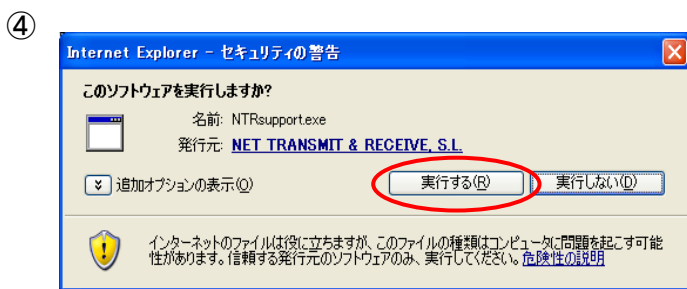 ④
Internet Explorer - セキュリティの警告
このソフトウェアを実行しますか?
名前: NTRsupport.exe
発行元: NET TRANSMIT & RECEIVE, S.L.
追加オプションの表示(O)
実行する(R)
実行しない(D)
インターネットのファイルは役に立ちますが、このファイルの種類はコンピュータに問題を起こす可能
性があります。信頼する発行元のソフトウェアのみ、実行してください。危険性の説明